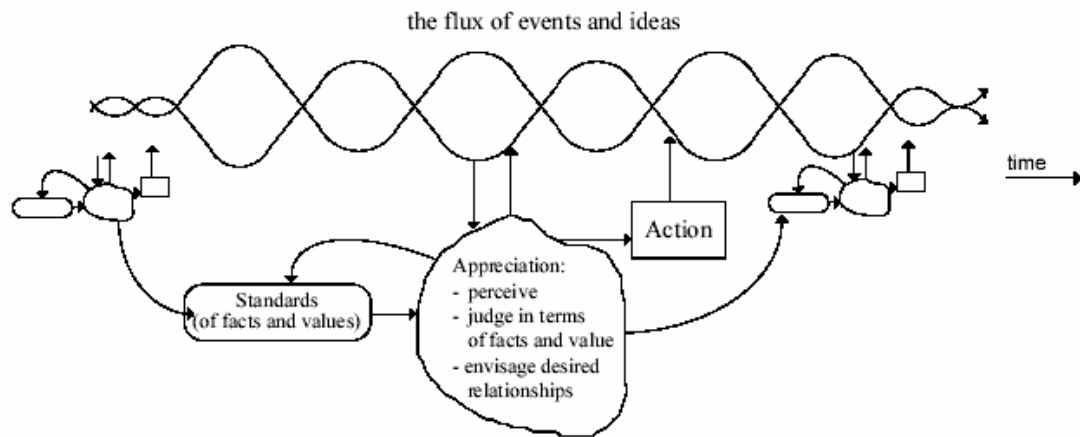 the flux of events and ideas
time
Action
Appreciation:
- perceive
- judge in terms
of facts and value
- envisage desired
relationships
Standards
(of facts and values)